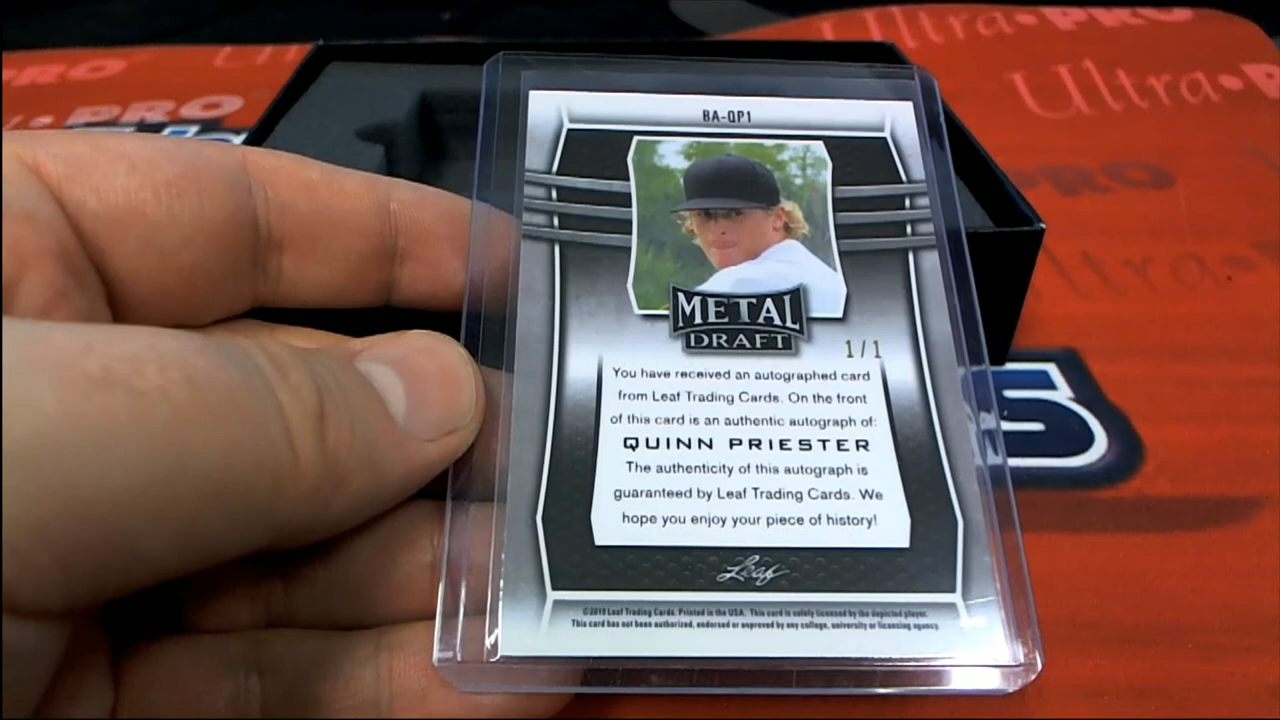 Ultra•PRO
PRO
Ultra•P
PRO
BA-QP1
METAL
DRAFT
1/1
You have received an autographed card
from Leaf Trading Cards. On the front
of this card is an authentic autograph of:
QUINN PRIESTER
The authenticity of this autograph is
guaranteed by Leaf Trading Cards. We
hope you enjoy your piece of history!
Leaf
©2019 Leaf Trading Cards. Printed in the USA. This card is solely licensed by the depicted player.
This card has not been authorized, endorsed or approved by any college, university or licensing agency.